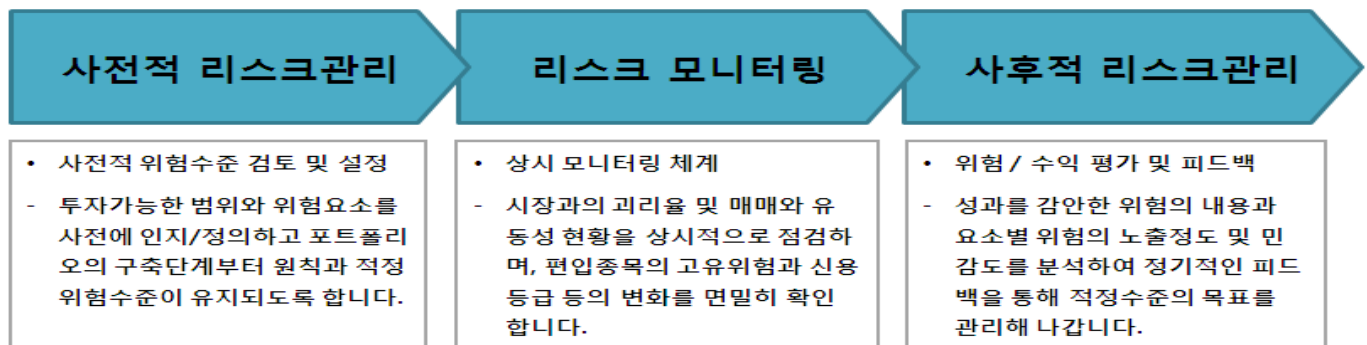 사전적 리스크관리
리스크 모니터링
사후적 리스크관리
• 사전적 위험수준 검토 및 설정
- 투자가능한 범위와 위험요소를
사전에 인지/정의하고 포트폴리
오의 구축단계부터 원칙과 적정
위험수준이 유지되도록 합니다.
• 상시 모니터링 체계
- 시장과의 괴리율 및 매매와 유
동성 현황을 상시적으로 점검하
며, 편입종목의 고유위험과 신용
등급 등의 변화를 면밀히 확인
합니다.
• 위험 / 수익 평가 및 피드백
- 성과를 감안한 위험의 내용과
요소별 위험의 노출정도 및 민
감도를 분석하여 정기적인 피드
백을 통해 적정수준의 목표를
관리해 나갑니다.